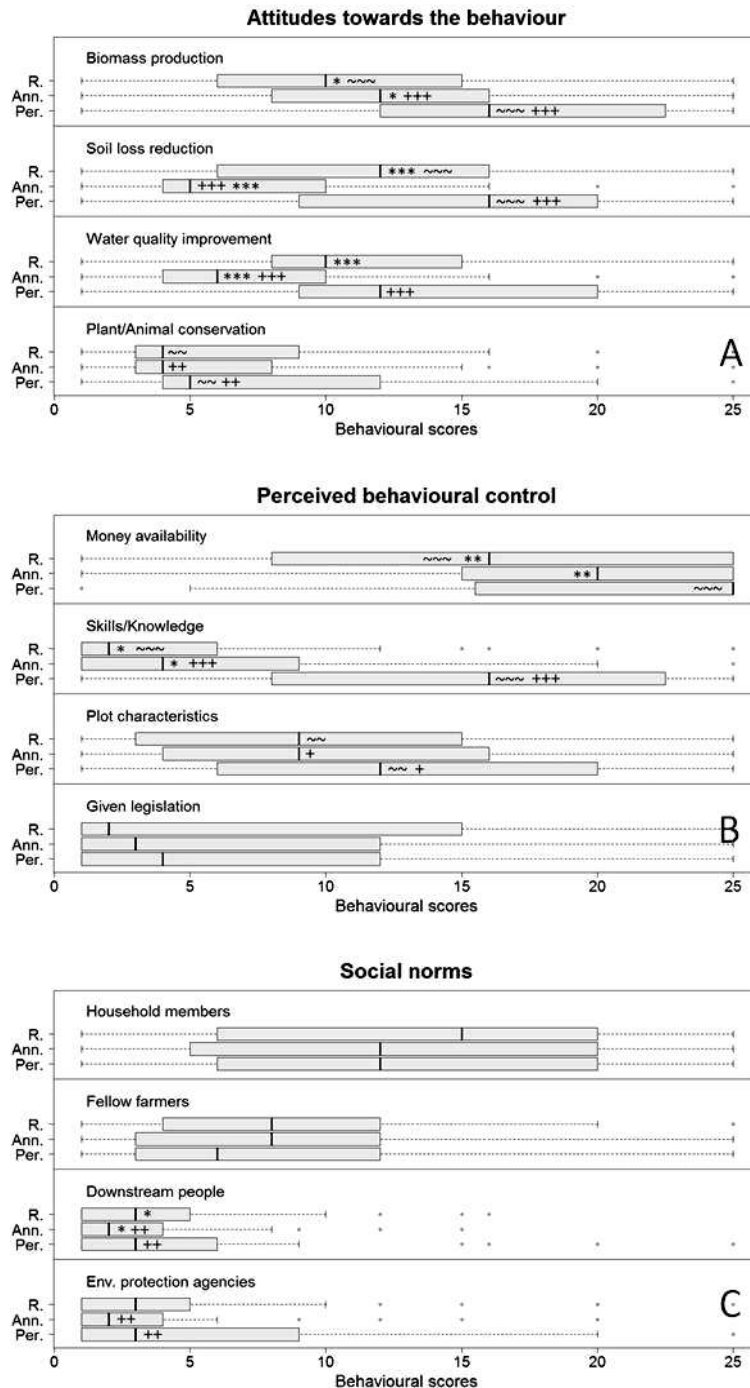 Attitudes towards the behaviour
Biomass production
R. * ~~~
Ann. * +++
Per. ~~~ +++
Soil loss reduction
R. *** ~~~
Ann. +++ ***
Per. ~~~ +++
Water quality improvement
R. ***
Ann. *** +++
Per. +++
Plant/Animal conservation
R. ~~
Ann. ++
Per. ~~ ++
A
0 5 10 15 20 25
Behavioural scores
Perceived behavioural control
Money availability
R. ~~~ **
Ann. **
Per. ~~~
Skills/Knowledge
R. * ~~~
Ann. * +++
Per. ~~~ +++
Plot characteristics
R. ~~
Ann. +
Per. ~~ +
Given legislation
R.
Ann.
Per.
B
0 5 10 15 20 25
Behavioural scores
Social norms
Household members
R.
Ann.
Per.
Fellow farmers
R.
Ann.
Per.
Downstream people
R. *
Ann. * ++
Per. ++
Env. protection agencies
R.
Ann. ++
Per. ++
C
0 5 10 15 20 25
Behavioural scores